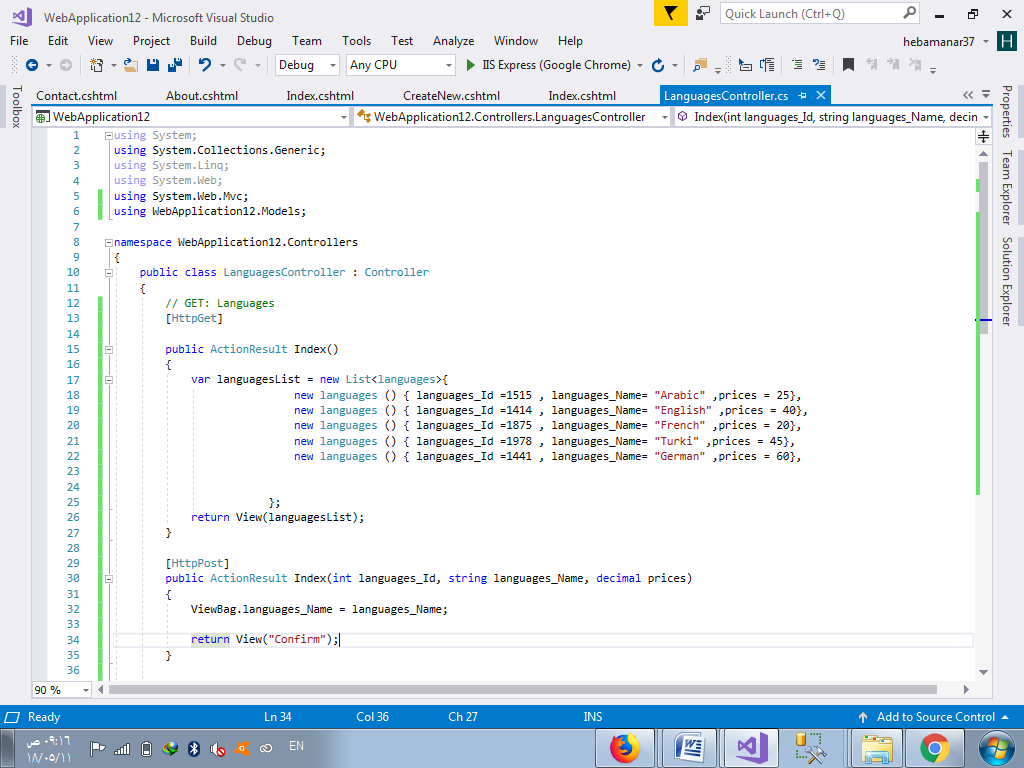 WebApplication12 - Microsoft Visual Studio
Quick Launch (Ctrl+Q)
File Edit View Project Build Debug Team Tools Test Analyze Window Help
hebamanar37
H
Debug Any CPU IIS Express (Google Chrome)
Contact.cshtml About.cshtml Index.cshtml CreateNew.cshtml Index.cshtml LanguagesController.cs
WebApplication12 WebApplication12.Controllers.LanguagesController Index(int languages_Id, string languages_Name, decin
Toolbox
Properties
Team Explorer
Solution Explorer
1 using System;
2 using System.Collections.Generic;
3 using System.Linq;
4 using System.Web;
5 using System.Web.Mvc;
6 using WebApplication12.Models;
7
8 namespace WebApplication12.Controllers
9 {
10 public class LanguagesController : Controller
11 {
12 // GET: Languages
13 [HttpGet]
14
15 public ActionResult Index()
16 {
17 var languagesList = new List<languages>{
18 new languages () { languages_Id =1515 , languages_Name= "Arabic" ,prices = 25},
19 new languages () { languages_Id =1414 , languages_Name= "English" ,prices = 40},
20 new languages () { languages_Id =1875 , languages_Name= "French" ,prices = 20},
21 new languages () { languages_Id =1978 , languages_Name= "Turki" ,prices = 45},
22 new languages () { languages_Id =1441 , languages_Name= "German" ,prices = 60},
23
24
25 };
26 return View(languagesList);
27 }
28
29 [HttpPost]
30 public ActionResult Index(int languages_Id, string languages_Name, decimal prices)
31 {
32 ViewBag.languages_Name = languages_Name;
33
34 return View("Confirm");
35 }
36
90 %
Ready Ln 34 Col 36 Ch 27 INS Add to Source Control
٠٩:١٦ ص
١٨/٠٥/١١
EN